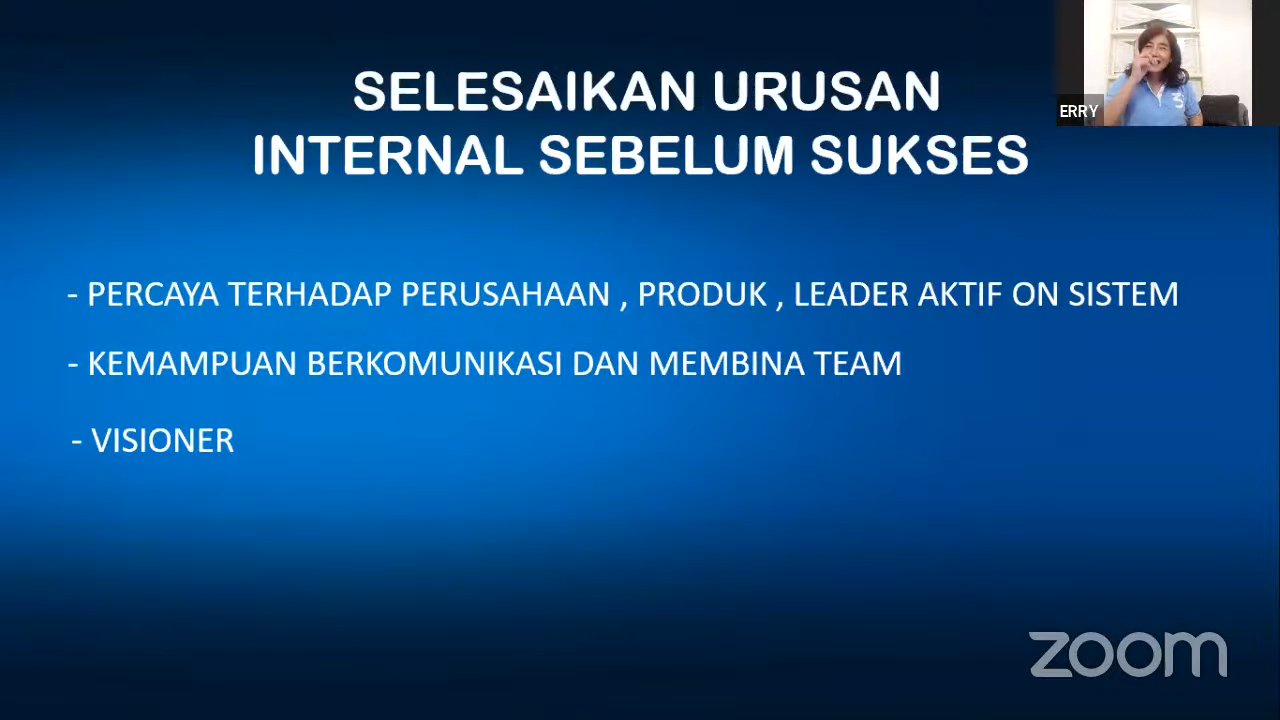 SELESAIKAN URUSAN
INTERNAL SEBELUM SUKSES
ERRY
- PERCAYA TERHADAP PERUSAHAAN , PRODUK , LEADER AKTIF ON SISTEM
- KEMAMPUAN BERKOMUNIKASI DAN MEMBINA TEAM
- VISIONER
zoom